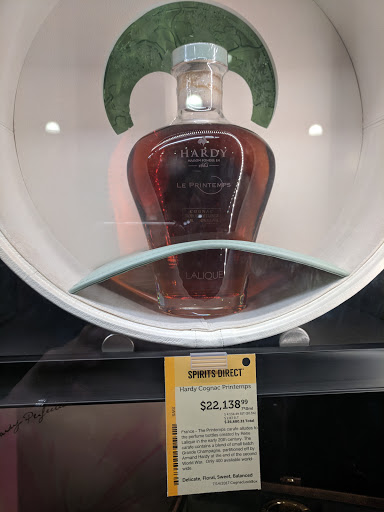 HARDY
LE PRINTEMPS
LALIQUE
SPIRITS DIRECT
Hardy Cognac Printemps
$22,138.99
France - The Printemps carafe alludes to
the perfume bottles created by Rene
Lalique in the early 20th century. The
carafe contains a blend of small batch
Grande Champagne, partitioned off by
Armand Hardy at the end of the second
World War. Only 400 available world
wide.
Delicate, Floral, Sweet, Balanced